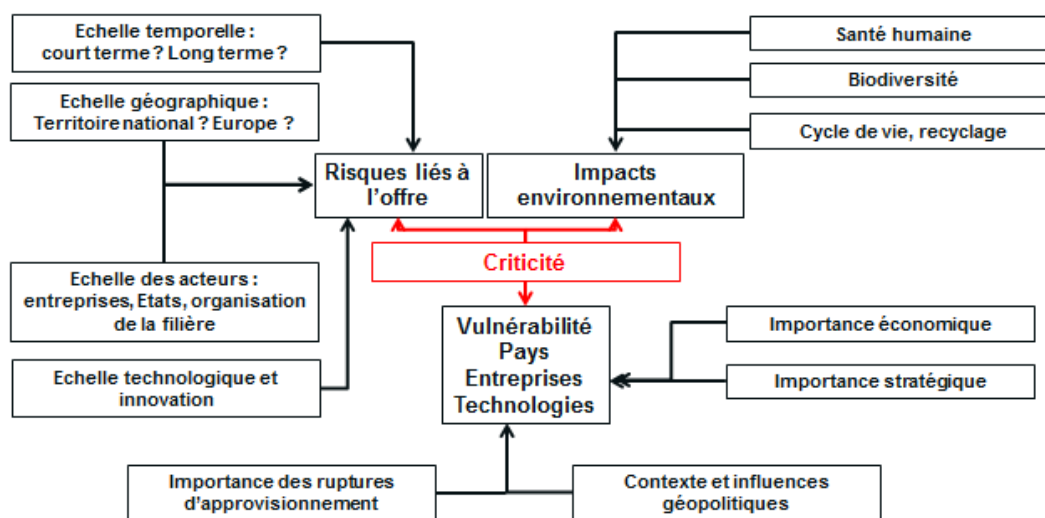 Echelle temporelle :
court terme ? Long terme ?
Santé humaine
Biodiversité
Echelle géographique :
Territoire national ? Europe ?
Cycle de vie, recyclage
Risques liés à
l'offre
Impacts
environnementaux
Criticité
Echelle des acteurs :
entreprises, Etats, organisation
de la filière
Vulnérabilité
Pays
Entreprises
Technologies
Importance économique
Importance stratégique
Echelle technologique et
innovation
Importance des ruptures
d'approvisionnement
Contexte et influences
géopolitiques